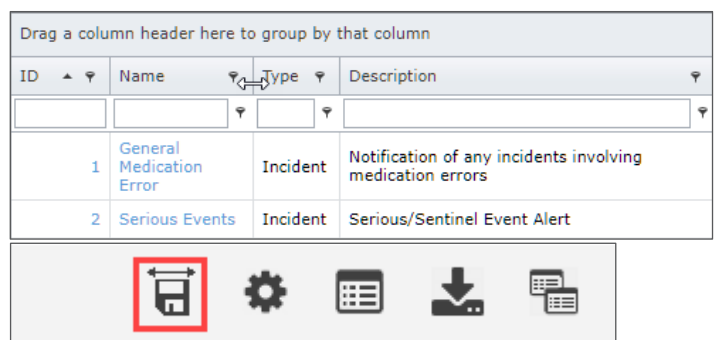 Drag a column header here to group by that column
ID Name Type Description
General
1 Medication Incident Notification of any incidents involving
Error medication errors
2 Serious Events Incident Serious/Sentinel Event Alert